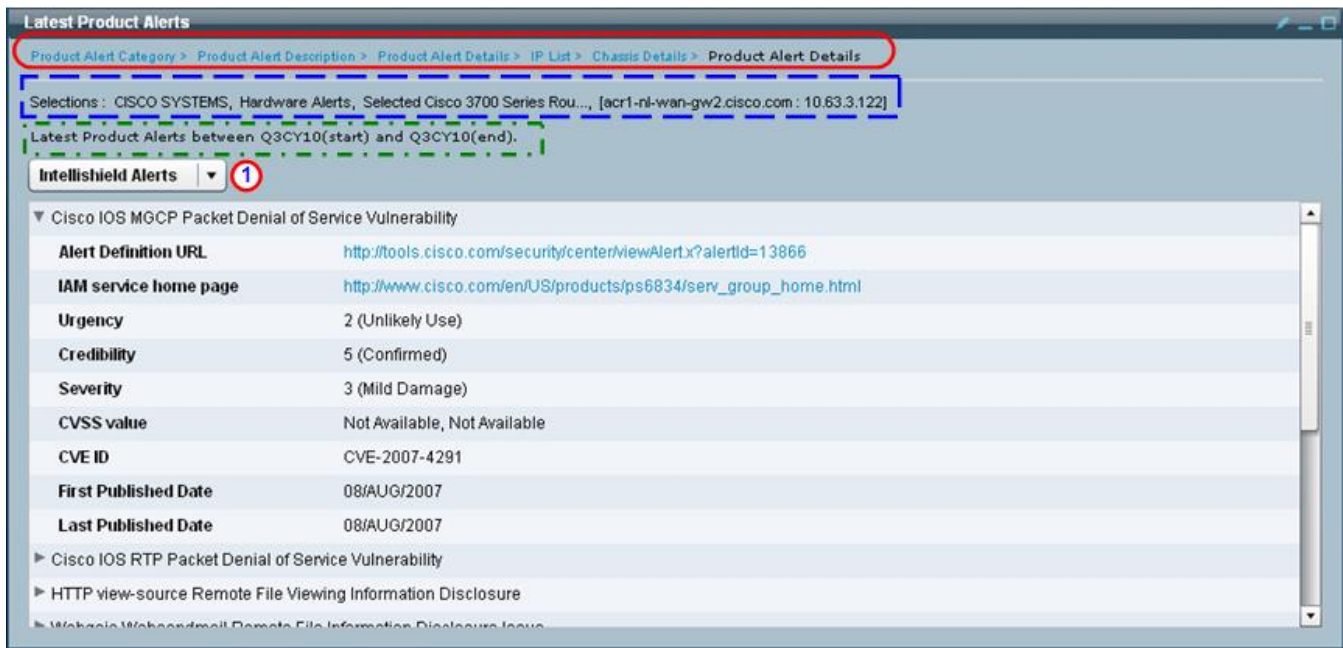 Latest Product Alerts
Product Alert Category > Product Alert Description > Product Alert Details > IP List > Chassis Details > Product Alert Details
Selections : CISCO SYSTEMS, Hardware Alerts, Selected Cisco 3700 Series Rou..., [acr1-nl-wan-gw2.cisco.com : 10.63.3.122]
Latest Product Alerts between Q3CY10(start) and Q3CY10(end).
Intellishield Alerts 1
Cisco IOS MGCP Packet Denial of Service Vulnerability
Alert Definition URL http://tools.cisco.com/security/center/viewAlert.x?alertId=13866
IAM service home page http://www.cisco.com/en/US/products/ps6834/serv_group_home.html
Urgency 2 (Unlikely Use)
Credibility 5 (Confirmed)
Severity 3 (Mild Damage)
CVSS value Not Available, Not Available
CVE ID CVE-2007-4291
First Published Date 08/AUG/2007
Last Published Date 08/AUG/2007
Cisco IOS RTP Packet Denial of Service Vulnerability
HTTP view-source Remote File Viewing Information Disclosure
Remote File Information Disclosure Issue